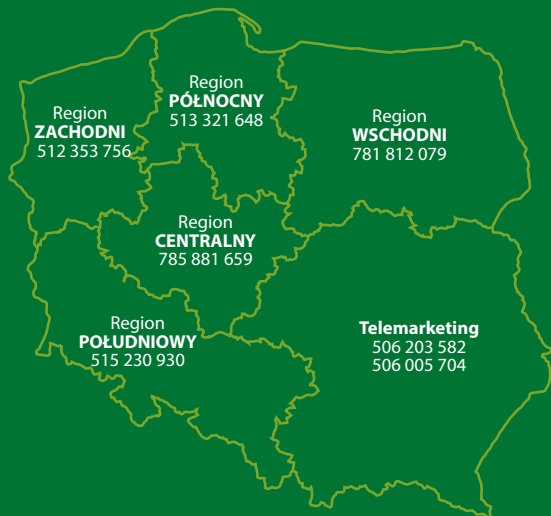 Region
ZACHODNI
512 353 756
Region
PÓŁNOCNY
513 321 648
Region
WSCHODNI
781 812 079
Region
CENTRALNY
785 881 659
Region
POŁUDNIOWY
515 230 930
Telemarketing
506 203 582
506 005 704